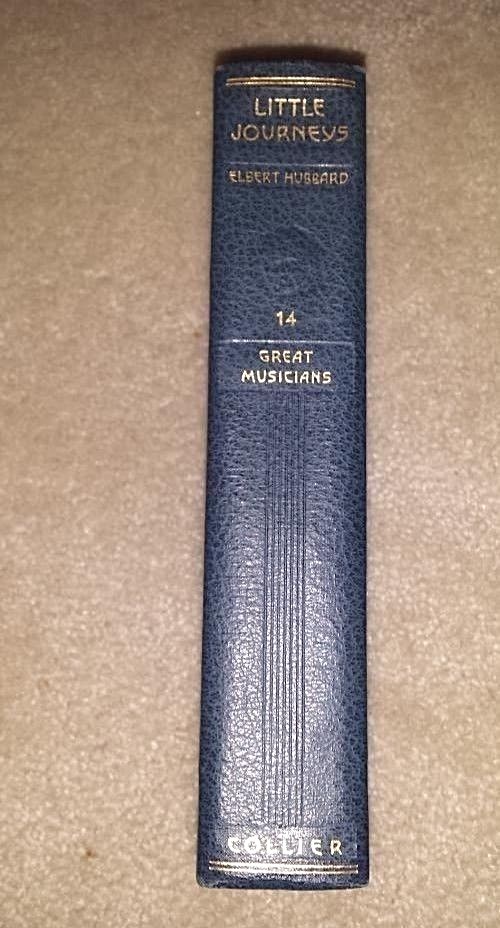 LITTLE
JOURNEYS
ELBERT HUBBARD
14
GREAT
MUSICIANS
COLLIER